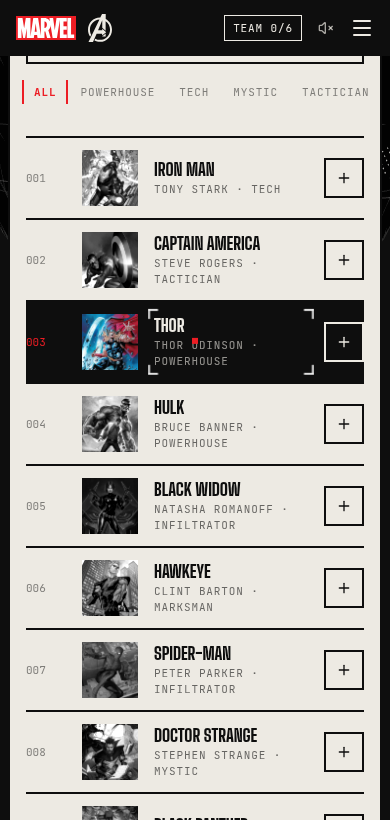 MARVEL
TEAM 0/6
ALL POWERHOUSE TECH MYSTIC TACTICIAN
001
IRON MAN
TONY STARK · TECH
002
CAPTAIN AMERICA
STEVE ROGERS ·
TACTICIAN
003
THOR
THOR ODINSON ·
POWERHOUSE
004
HULK
BRUCE BANNER ·
POWERHOUSE
005
BLACK WIDOW
NATASHA ROMANOFF ·
INFILTRATOR
006
HAWKEYE
CLINT BARTON ·
MARKSMAN
007
SPIDER-MAN
PETER PARKER ·
INFILTRATOR
008
DOCTOR STRANGE
STEPHEN STRANGE ·
MYSTIC
BLACK PANTHER